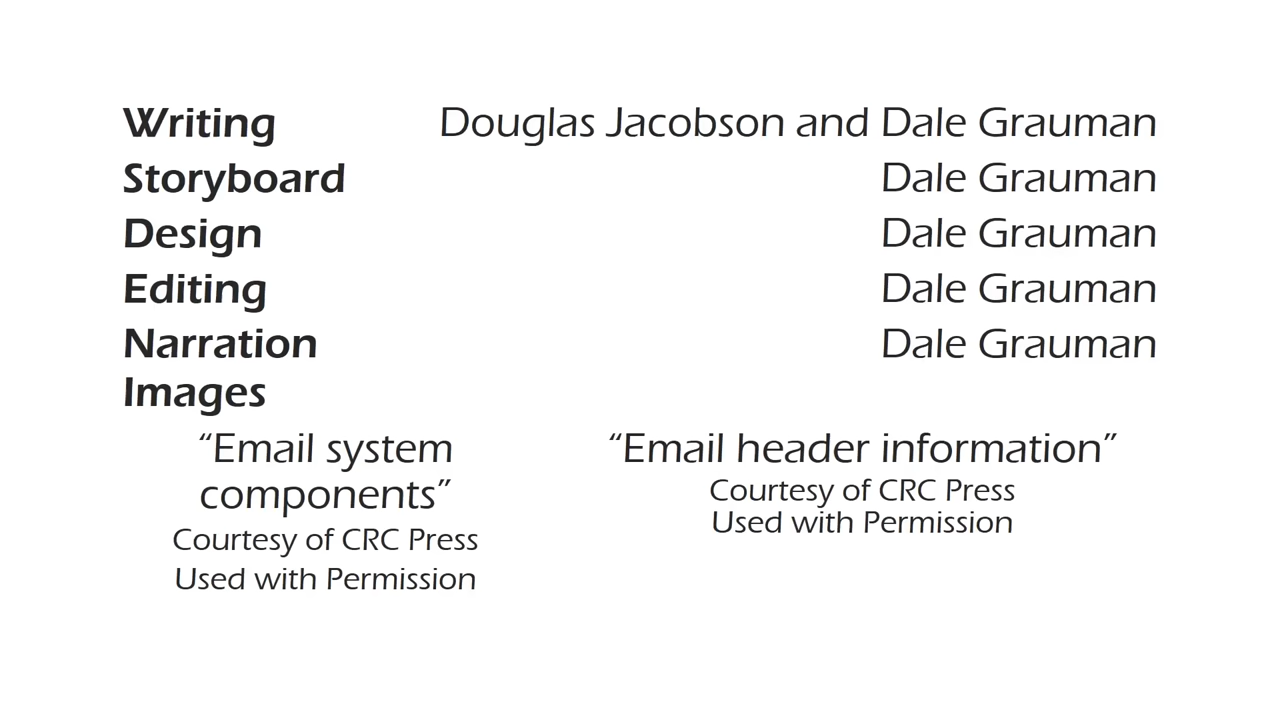 Writing Douglas Jacobson and Dale Grauman
Storyboard Dale Grauman
Design Dale Grauman
Editing Dale Grauman
Narration Dale Grauman
Images
“Email system
components”
Courtesy of CRC Press
Used with Permission
“Email header information”
Courtesy of CRC Press
Used with Permission